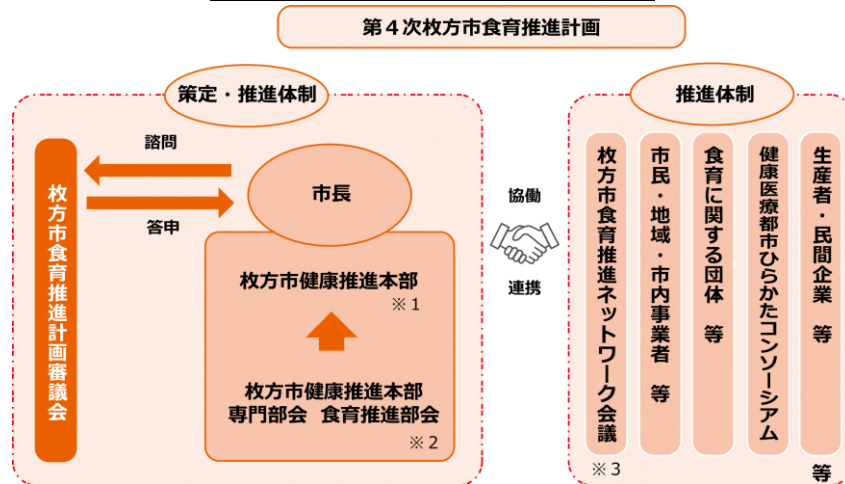 第４次枚方市食育推進計画
策定・推進体制
諮問
答申
枚方市食育推進計画審議会
市長
枚方市健康推進本部
※１
枚方市健康推進本部
専門部会 食育推進部会
※２
協働
連携
推進体制
枚方市食育推進ネットワーク会議
※３
市民・地域・市内事業者 等
食育に関する団体 等
健康医療都市ひらかたコンソーシアム
生産者・民間企業 等
等